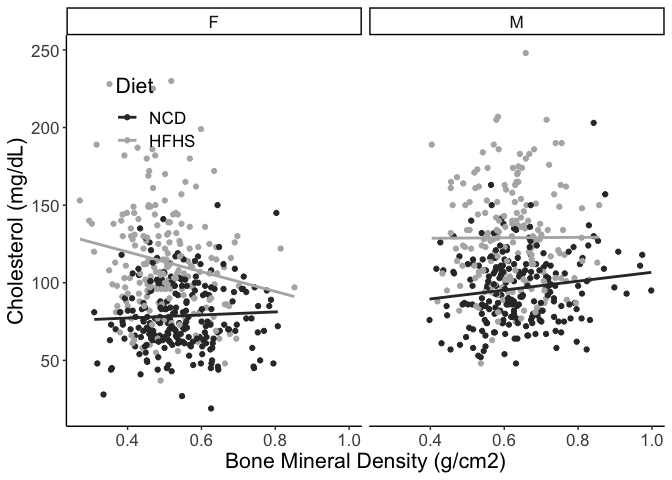 F
M
Cholesterol (mg/dL)
250
200
150
100
50
Diet
NCD
HFHS
0.4
0.6
0.8
1.0
0.4
0.6
0.8
1.0
Bone Mineral Density (g/cm2)